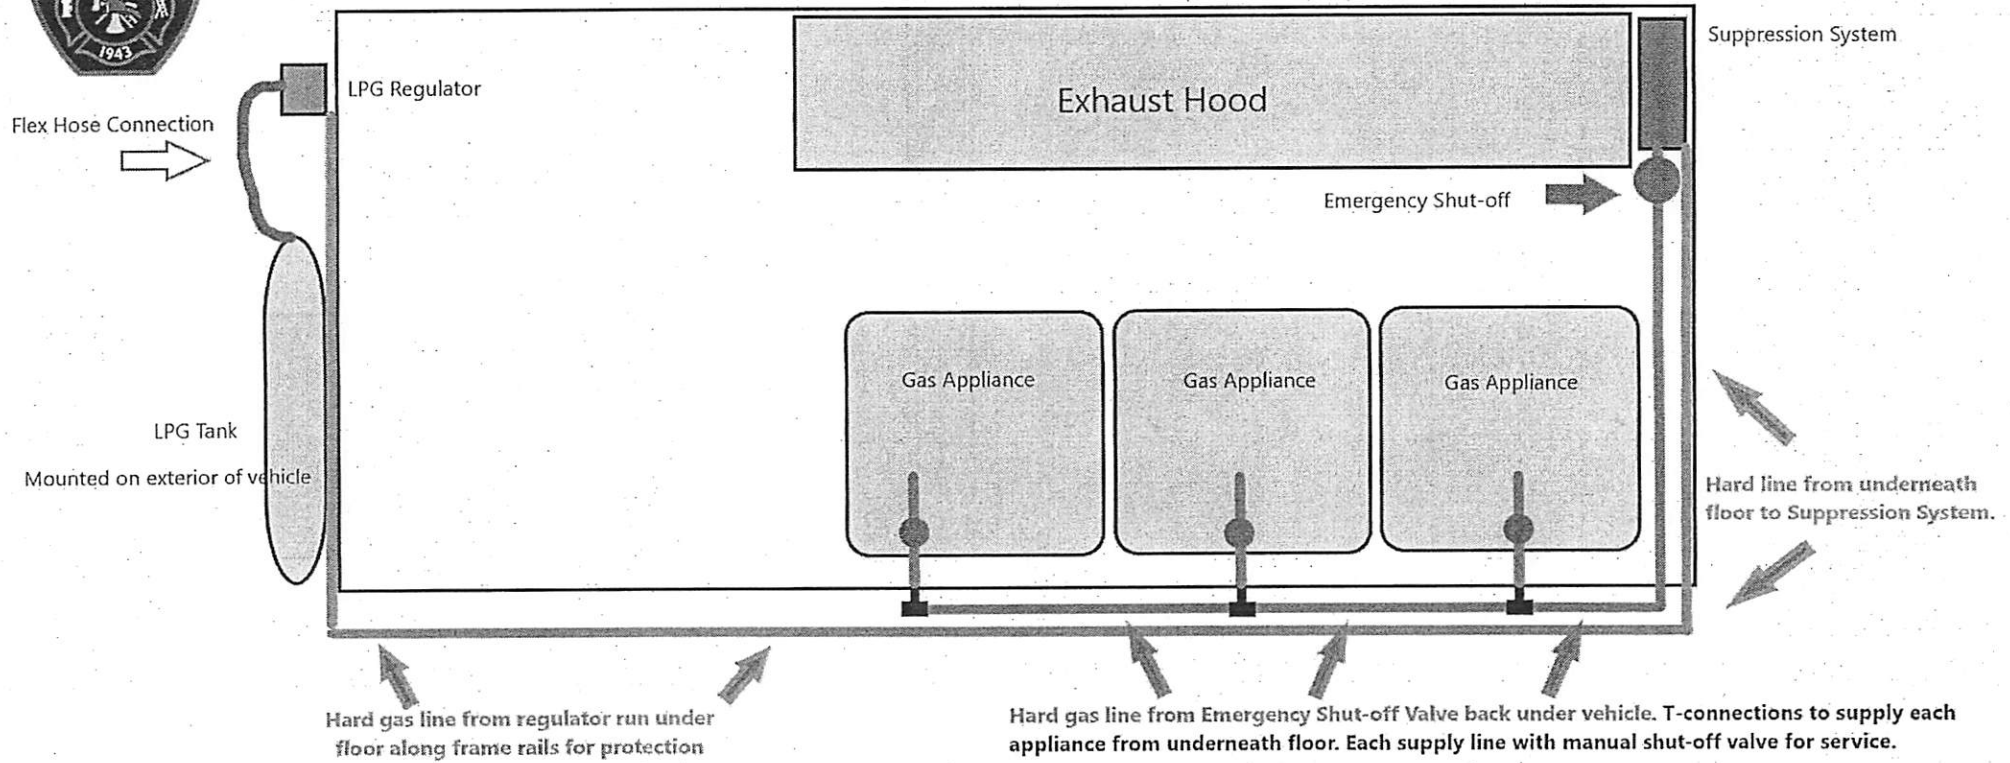 1943
Suppression System
LPG Regulator
Exhaust Hood
Flex Hose Connection
Emergency Shut-off
Gas Appliance
Gas Appliance
Gas Appliance
LPG Tank
Mounted on exterior of vehicle
Hard line from underneath
floor to Suppression System.
Hard gas line from regulator run under
floor along frame rails for protection
Hard gas line from Emergency Shut-off Valve back under vehicle. T-connections to supply each
appliance from underneath floor. Each supply line with manual shut-off valve for service.